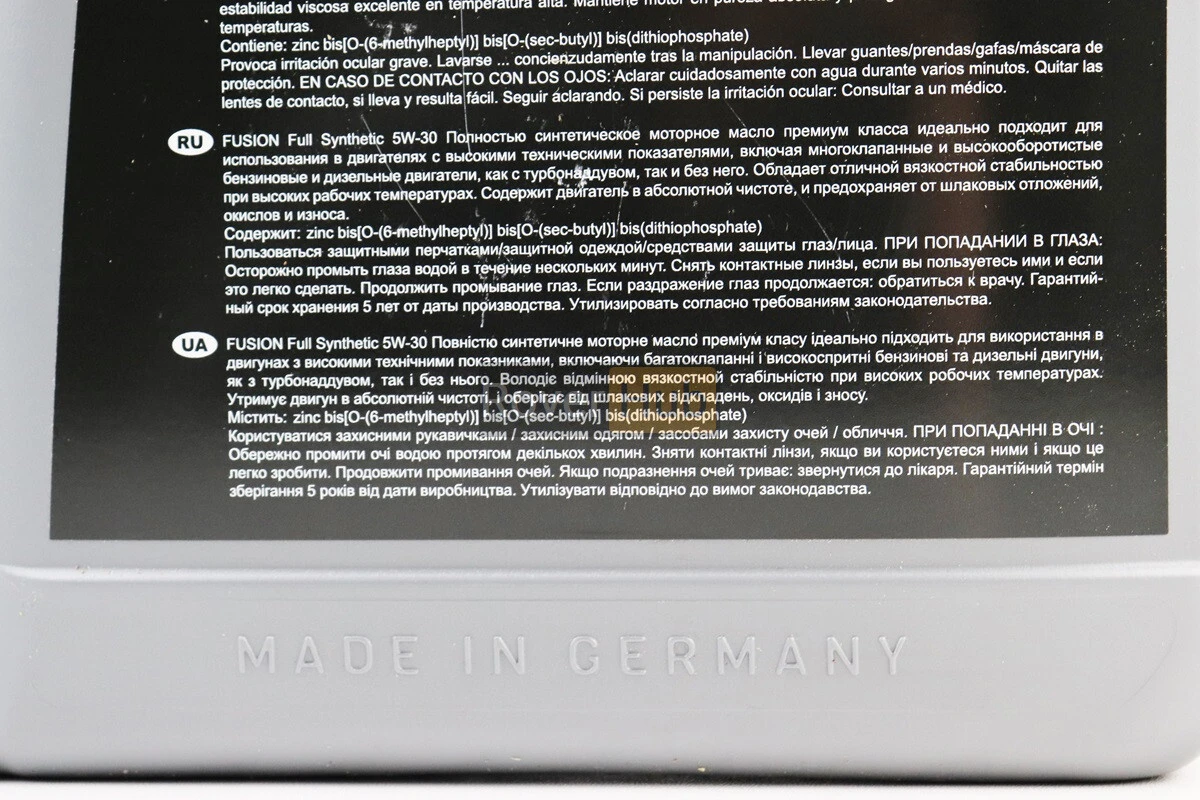 estabilidad viscosa excelente en temperatura alta. Mantiene motor en pureza absoluta y
temperaturas.
Contiene: zinc bis[O-(6-methylheptyl)] bis[O-(sec-butyl)] bis(dithiophosphate)
Provoca irritación ocular grave. Lavarse ... concienzudamente tras la manipulación. Llevar guantes/prendas/gafas/máscara de
protección. EN CASO DE CONTACTO CON LOS OJOS: Aclarar cuidadosamente con agua durante varios minutos. Quitar las
lentes de contacto, si lleva y resulta fácil. Seguir aclarando. Si persiste la irritación ocular: Consultar a un médico.
RU FUSION Full Synthetic 5W-30 Полностью синтетическое моторное масло премиум класса идеально подходит для
использования в двигателях с высокими техническими показателями, включая многоклапанные и высокооборотистые
бензиновые и дизельные двигатели, как с турбонаддувом, так и без него. Обладает отличной вязкостной стабильностью
при высоких рабочих температурах. Содержит двигатель в абсолютной чистоте, и предохраняет от шлаковых отложений,
окислов и износа.
Содержит: zinc bis[O-(6-methylheptyl)] bis[O-(sec-butyl)] bis(dithiophosphate)
Пользоваться защитными перчатками/защитной одеждой/средствами защиты глаз/лица. ПРИ ПОПАДАНИИ В ГЛАЗА:
Осторожно промыть глаза водой в течение нескольких минут. Снять контактные линзы, если вы пользуетесь ими и если
это легко сделать. Продолжить промывание глаз. Если раздражение глаз продолжается: обратиться к врачу. Гарантий-
ный срок хранения 5 лет от даты производства. Утилизировать согласно требованиям законодательства.
UA FUSION Full Synthetic 5W-30 Повністю синтетичне моторне масло преміум класу ідеально підходить для використання в
двигунах з високими технічними показниками, включаючи багатоклапанні і високоспритні бензинові та дизельні двигуни,
як з турбонаддувом, так і без нього. Володіє відмінною вязкостной стабільністю при високих робочих температурах.
Утримує двигун в абсолютній чистоті, і оберігає від шлакових відкладень, оксидів і зносу.
Rover Hub
Містить: zinc bis[O-(6-methylheptyl)] bis[O-(sec-butyl)] bis(dithiophosphate)
Користуватися захисними рукавичками / захисним одягом / засобами захисту очей / обличчя. ПРИ ПОПАДАННІ В ОЧІ :
Обережно промити очі водою протягом декількох хвилин. Зняти контактні лінзи, якщо ви користуєтеся ними і якщо це
легко зробити. Продовжити промивання очей. Якщо подразнення очей триває: звернутися до лікаря. Гарантійний термін
зберігання 5 років від дати виробництва. Утилізувати відповідно до вимог законодавства.
MADE IN GERMANY